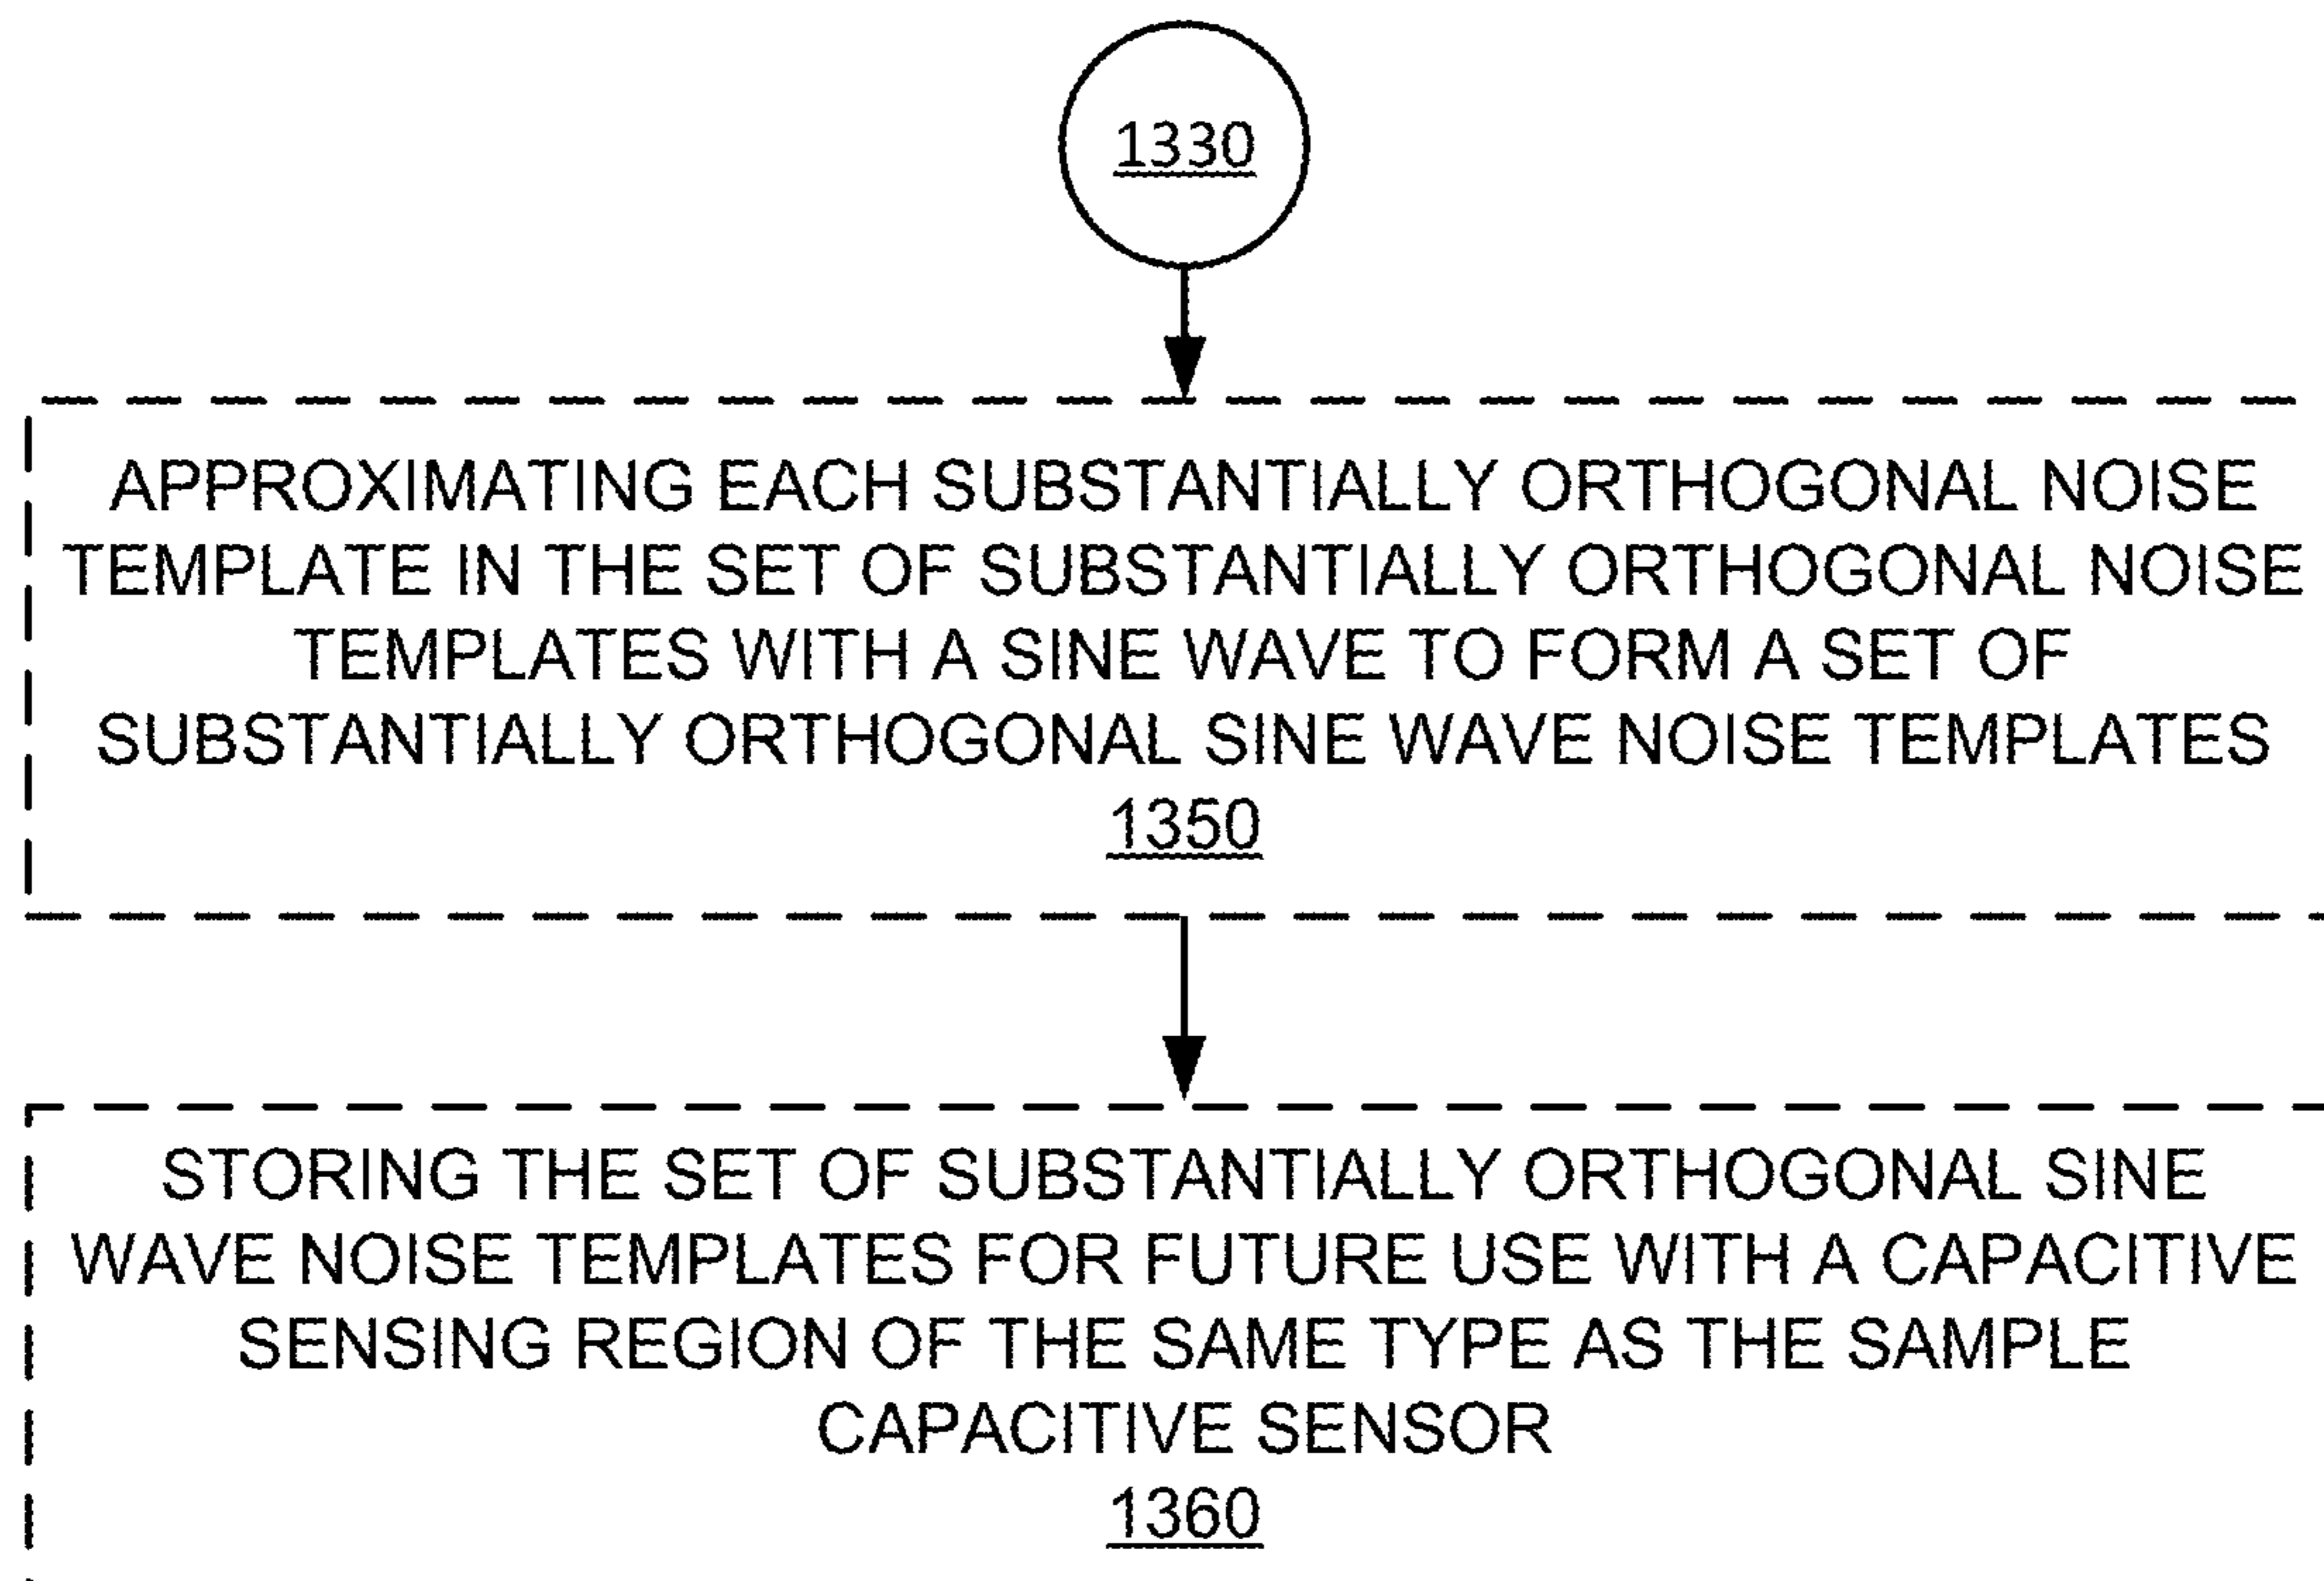 1330
APPROXIMATING EACH SUBSTANTIALLY ORTHOGONAL NOISE
TEMPLATE IN THE SET OF SUBSTANTIALLY ORTHOGONAL NOISE
TEMPLATES WITH A SINE WAVE TO FORM A SET OF
SUBSTANTIALLY ORTHOGONAL SINE WAVE NOISE TEMPLATES
1350
STORING THE SET OF SUBSTANTIALLY ORTHOGONAL SINE
WAVE NOISE TEMPLATES FOR FUTURE USE WITH A CAPACITIVE
SENSING REGION OF THE SAME TYPE AS THE SAMPLE
CAPACITIVE SENSOR
1360